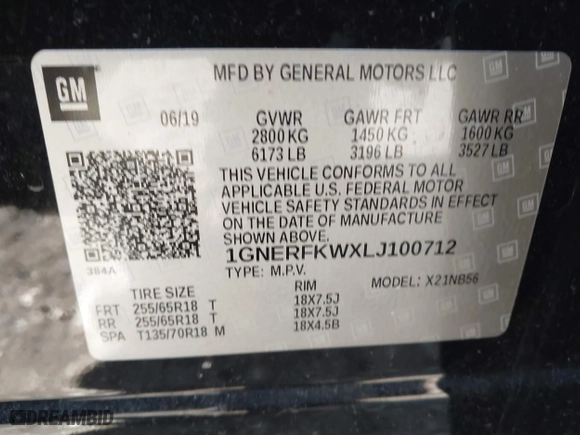 GM
MFD BY GENERAL MOTORS LLC
06/19 GVWR GAWR FRT GAWR RR
2800 KG 1450 KG 1600 KG
6173 LB 3196 LB 3527 LB
THIS VEHICLE CONFORMS TO ALL
APPLICABLE U.S. FEDERAL MOTOR
VEHICLE SAFETY STANDARDS IN EFFECT
ON THE DATE OF MANUFACTURE
SHOWN ABOVE.
1GNERFKWXLJ100712
384A
TYPE: M.P.V. MODEL: X21NB56
TIRE SIZE RIM
FRT 255/65R18 T 18X7.5J
RR 255/65R18 T 18X7.5J
SPA T135/70R18 M 18X4.5B
DREAMBID